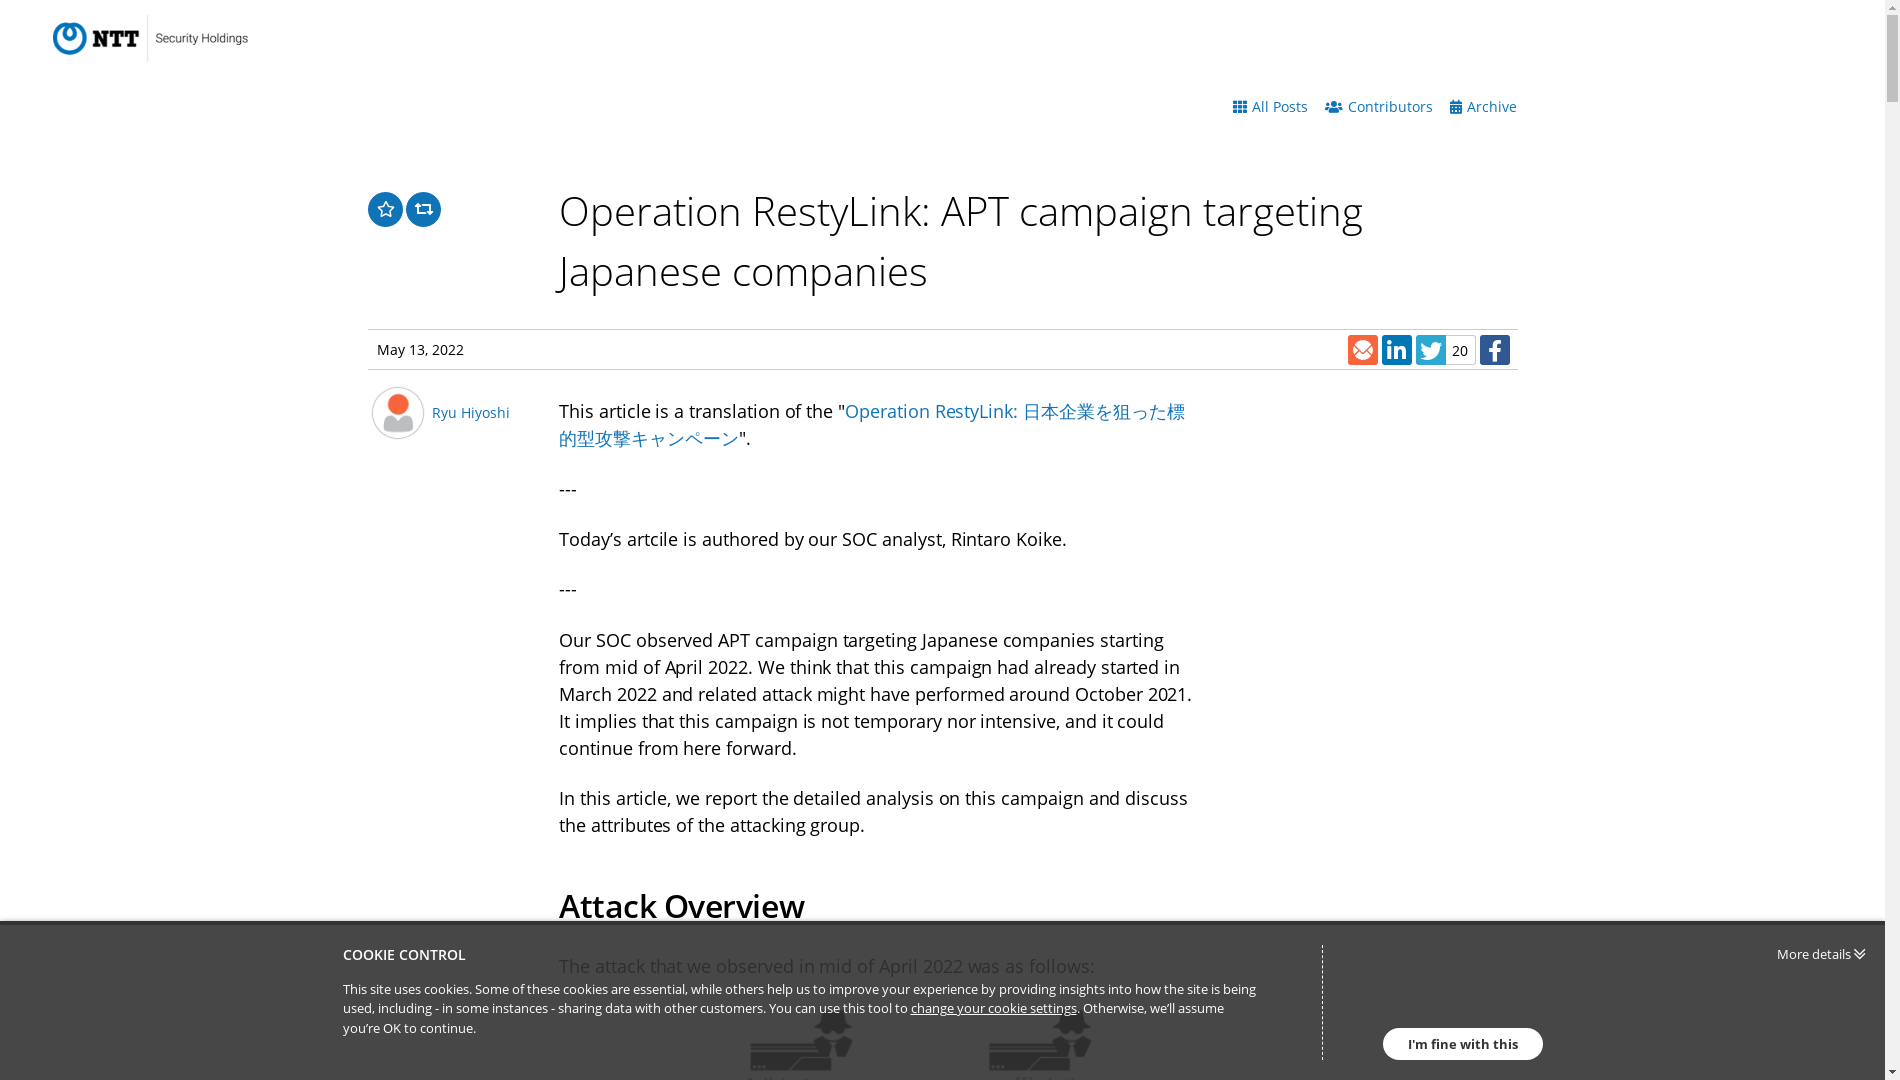 NTT Security Holdings
All Posts Contributors Archive
Operation RestyLink: APT campaign targeting
Japanese companies
May 13, 2022
20
Ryu Hiyoshi
This article is a translation of the "Operation RestyLink: 日本企業を狙った標
的型攻撃キャンペーン".
---
Today’s artcile is authored by our SOC analyst, Rintaro Koike.
---
Our SOC observed APT campaign targeting Japanese companies starting
from mid of April 2022. We think that this campaign had already started in
March 2022 and related attack might have performed around October 2021.
It implies that this campaign is not temporary nor intensive, and it could
continue from here forward.
In this article, we report the detailed analysis on this campaign and discuss
the attributes of the attacking group.
Attack Overview
The attack that we observed in mid of April 2022 was as follows:
COOKIE CONTROL
This site uses cookies. Some of these cookies are essential, while others help us to improve your experience by providing insights into how the site is being
used, including - in some instances - sharing data with other customers. You can use this tool to change your cookie settings. Otherwise, we’ll assume
you’re OK to continue.
More details
I'm fine with this